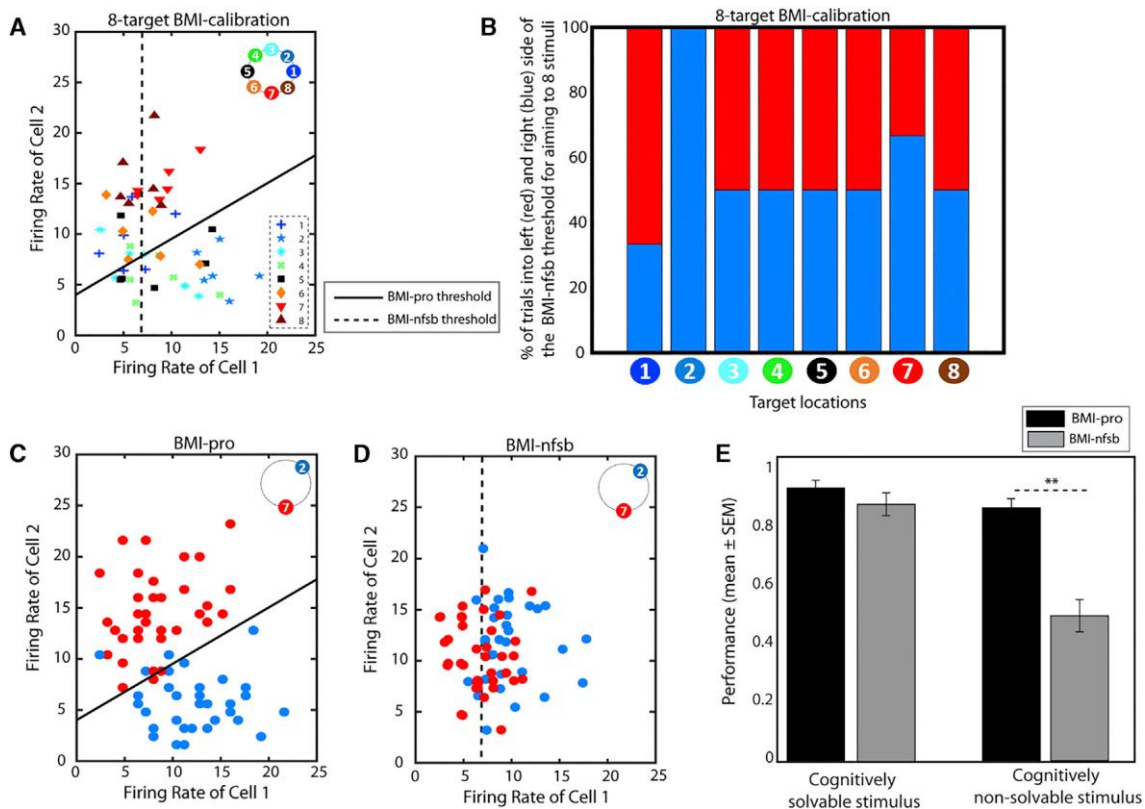 A
8-target BMI-calibration
30
25
20
15
10
5
0
Firing Rate of Cell 2
0 5 10 15 20 25
Firing Rate of Cell 1
3
4 2
5 1
6 8
7
1
2
3
4
5
6
7
8
BMI-pro threshold
BMI-nfsb threshold
B
8-target BMI-calibration
% of trials into left (red) and right (blue) side of
the BMI-nfsb threshold for aiming to 8 stimuli
100
80
60
40
20
0
1 2 3 4 5 6 7 8
Target locations
C
BMI-pro
30
25
20
15
10
5
0
Firing Rate of Cell 2
0 5 10 15 20 25
Firing Rate of Cell 1
2
7
D
BMI-nfsb
30
25
20
15
10
5
0
Firing Rate of Cell 2
0 5 10 15 20 25
Firing Rate of Cell 1
2
7
E
BMI-pro
BMI-nfsb
Performance (mean ± SEM)
1
0.8
0.6
0.4
0.2
0
**
Cognitively
solvable stimulus
Cognitively
non-solvable stimulus